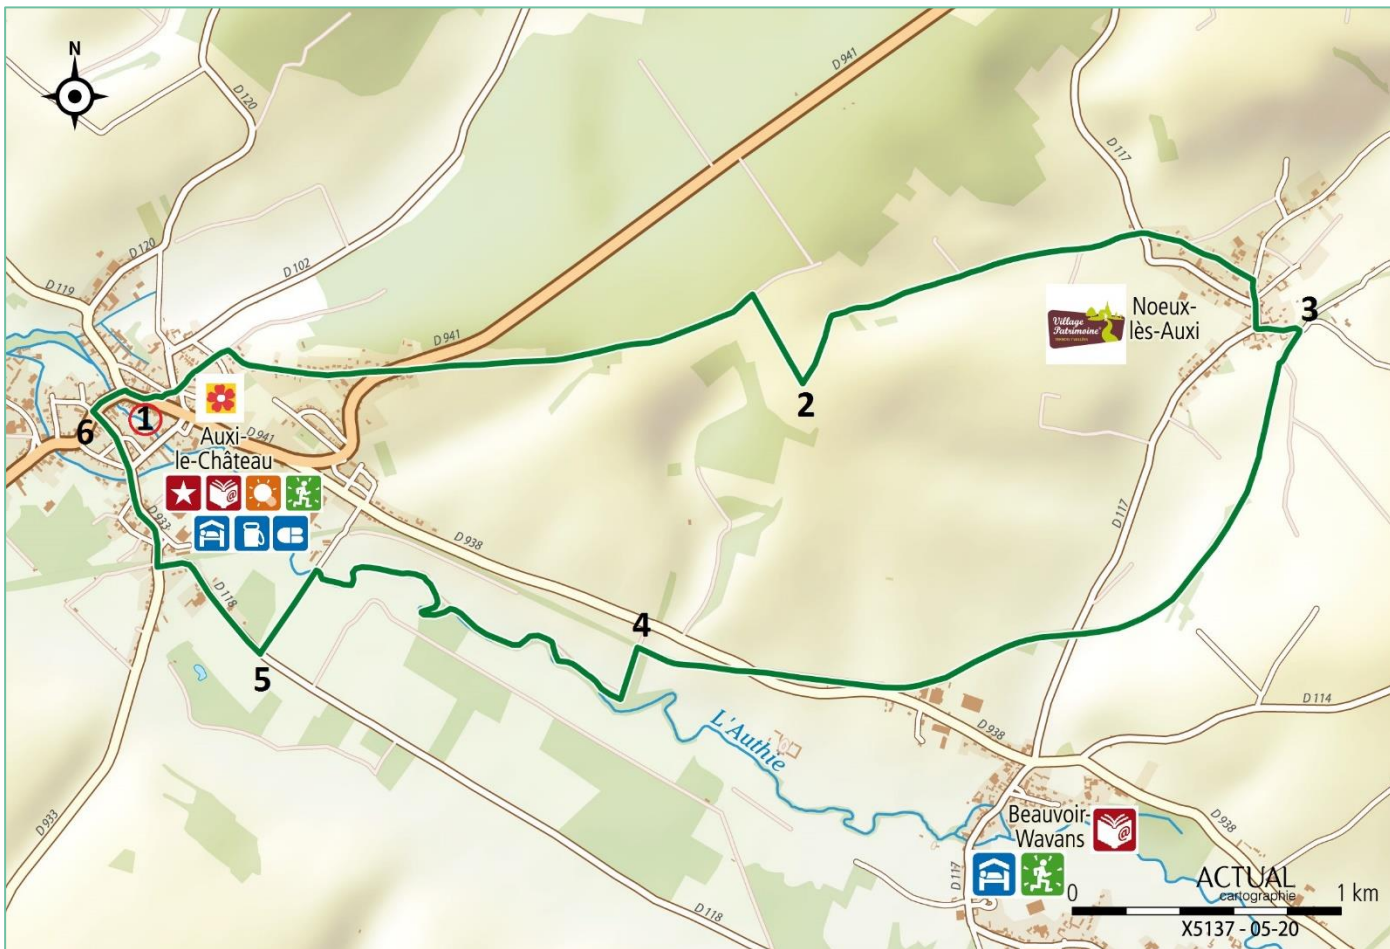 N
D 941
D 120
D 117
D 120
D 102
D 119
Village
Patrimoine
Noeux-
lès-Auxi
3
D 941
2
1
6
Auxi-
le-Château
D 941
D 933
D 117
D 938
D 118
4
5
D 114
L'Authie
D 938
D 933
Beauvoir-
Wavans
D 938
D 117
D 118
ACTUAL
cartographie
0
1 km
X5137 - 05-20